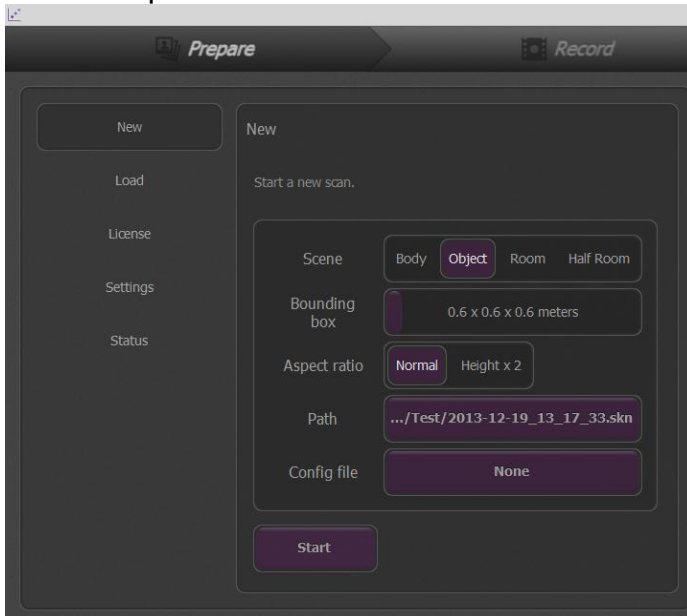 Prepare
Record
New
Load
License
Settings
Status
New
Start a new scan.
Scene
Body Object Room Half Room
Bounding
box
0.6 x 0.6 x 0.6 meters
Aspect ratio
Normal Height x 2
Path
.../Test/2013-12-19_13_17_33.skn
Config file
None
Start